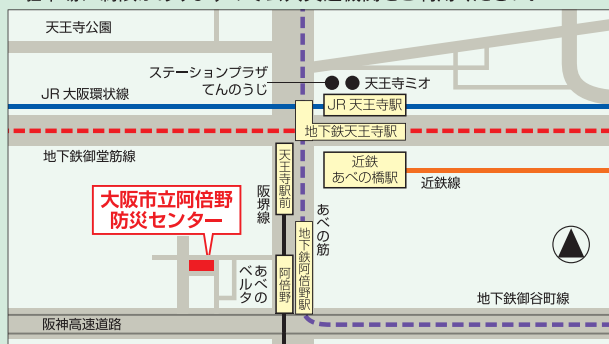 天王寺公園
ステーションプラザ
てんのうじ
天王寺ミオ
JR 大阪環状線
JR 天王寺駅
地下鉄天王寺駅
地下鉄御堂筋線
天王寺駅前
近鉄
あべの橋駅
近鉄線
大阪市立阿倍野
防災センター
阪堺線
あべの筋
地下鉄阿倍野駅
阿倍野
あべの
ベルタ
地下鉄御谷町線
阪神高速道路